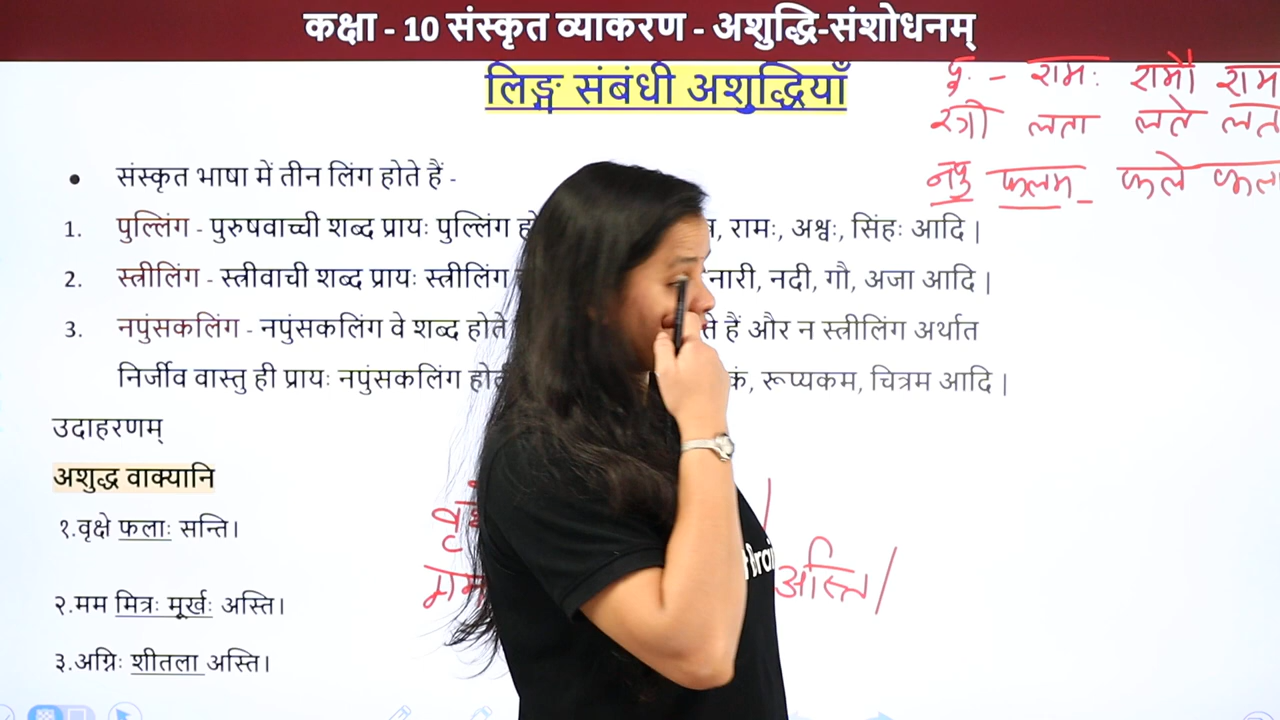 कक्षा - 10 संस्कृत व्याकरण - अशुद्धि-संशोधनम्
लिङ्ग संबंधी अशुद्धियाँ
पु. - रामः रामौ राम
स्त्री लता लते लत
नपु फलम् फले फला
• संस्कृत भाषा में तीन लिंग होते हैं -
1. पुल्लिंग - पुरुषवाच्ची शब्द प्रायः पुल्लिंग रामः, अश्वः, सिंहः आदि |
2. स्त्रीलिंग - स्त्रीवाची शब्द प्रायः स्त्रीलिंग नारी, नदी, गौ, अजा आदि |
3. नपुंसकलिंग - नपुंसकलिंग वे शब्द होते हैं और न स्त्रीलिंग अर्थात
निर्जीव वास्तु ही प्रायः नपुंसकलिंग रूप्यकम, चित्रम आदि |
उदाहरणम्
अशुद्ध वाक्यानि
१.वृक्षे फलाः सन्ति।
२.मम मित्रः मूर्खः अस्ति।
अस्ति।
३.अग्निः शीतला अस्ति।